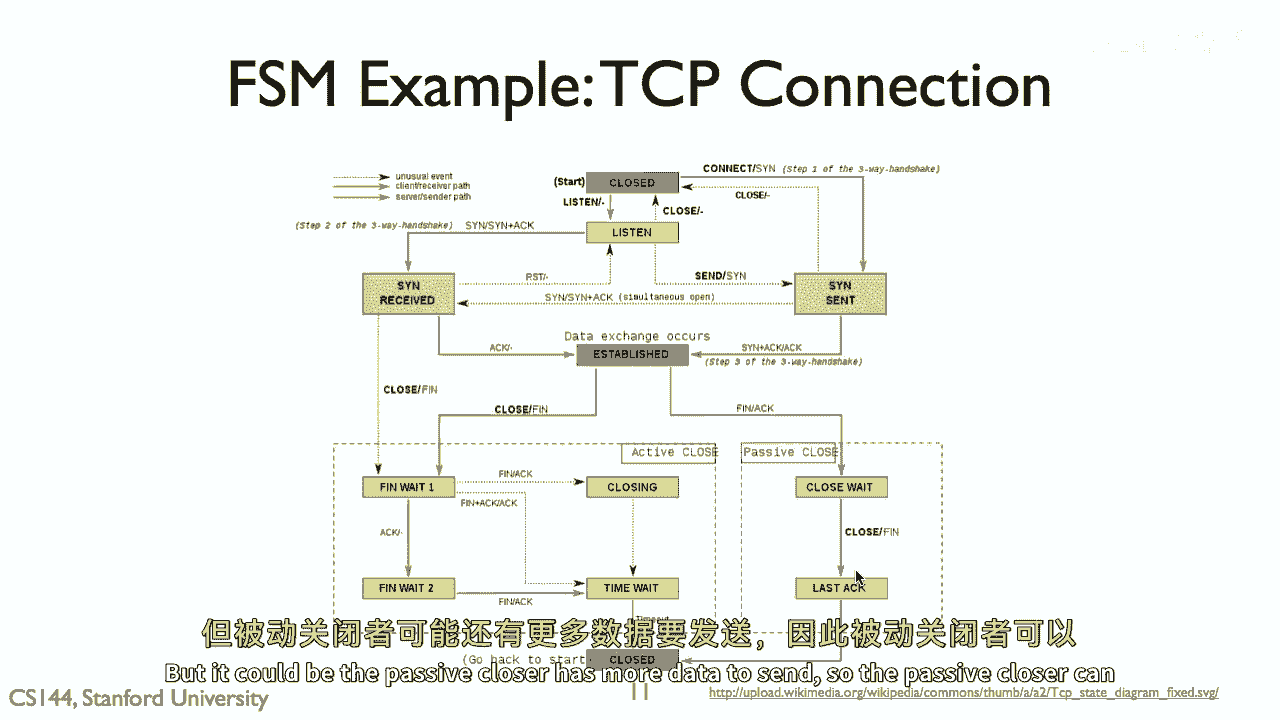 FSM Example: TCP Connection
unusual event
client/receiver path
server/sender path
(Start)
CLOSED
CONNECT/SYN (Step 1 of the 3-way-handshake)
CLOSE/-
LISTEN/-
CLOSE/-
(Step 2 of the 3-way-handshake) SYN/SYN+ACK
LISTEN
SYN
RECEIVED
RST/-
SEND/SYN
SYN
SENT
SYN/SYN+ACK (simultaneous open)
Data exchange occurs
ESTABLISHED
ACK/-
SYN+ACK/ACK
(Step 3 of the 3-way-handshake)
CLOSE/FIN
CLOSE/FIN
FIN/ACK
Active CLOSE
Passive CLOSE
FIN WAIT 1
FIN/ACK
CLOSING
CLOSE WAIT
FIN+ACK/ACK
ACK/-
CLOSE/FIN
FIN WAIT 2
FIN/ACK
TIME WAIT
LAST ACK
但被动关闭者可能还有更多数据要发送，因此被动关闭者可以
(Go back to start
CLOSED
But it could be the passive closer has more data to send, so the passive closer can
CS144, Stanford University
11
http://upload.wikimedia.org/wikipedia/commons/thumb/a/a2/Tcp_state_diagram_fixed.svg/